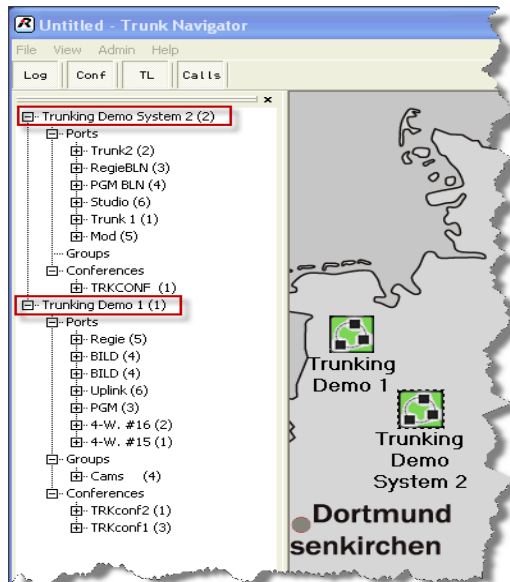 R Untitled - Trunk Navigator
File View Admin Help
Log Conf TL Calls
x
Trunking Demo System 2 (2)
Ports
Trunk2 (2)
RegieBLN (3)
PGM BLN (4)
Studio (6)
Trunk 1 (1)
Mod (5)
Groups
Conferences
TRKCONF (1)
Trunking Demo 1 (1)
Ports
Regie (5)
BILD (4)
BILD (4)
Uplink (6)
PGM (3)
4-W. #16 (2)
4-W. #15 (1)
Groups
Cams (4)
Conferences
TRKconf2 (1)
TRKconf1 (3)
Trunking
Demo 1
Trunking
Demo
System 2
Dortmund
senkirchen